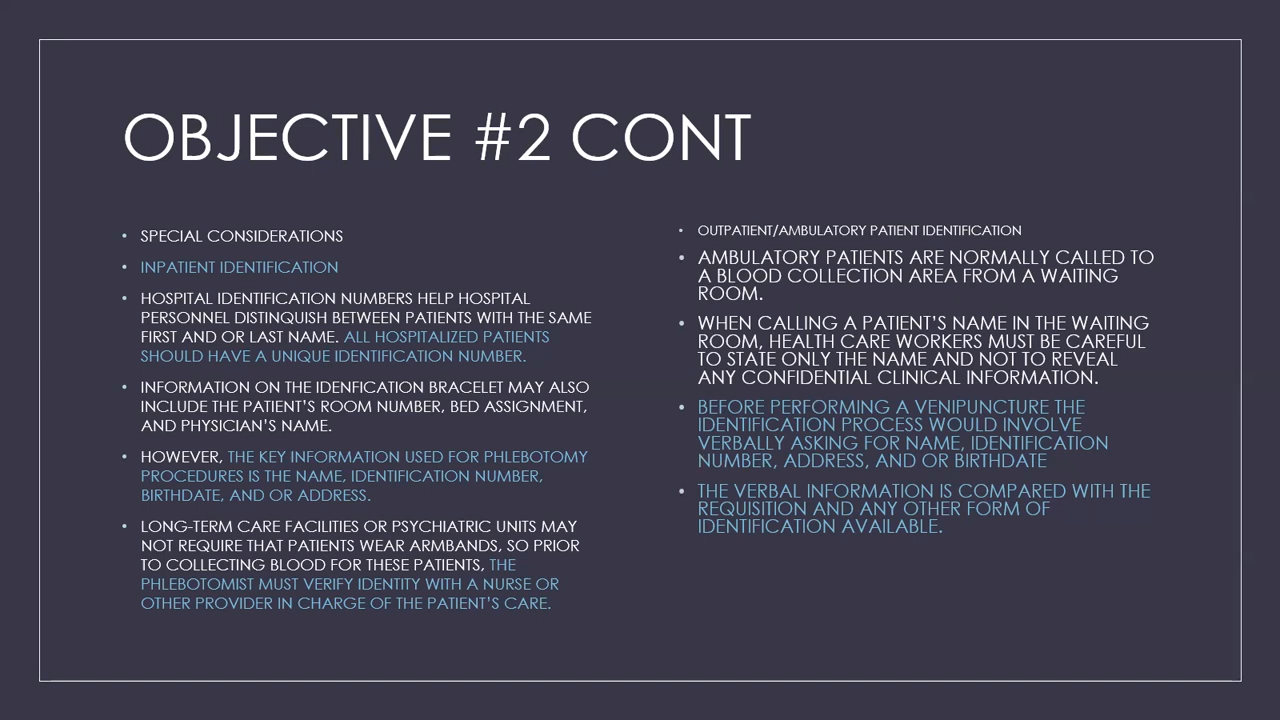 OBJECTIVE #2 CONT
• SPECIAL CONSIDERATIONS
• INPATIENT IDENTIFICATION
• HOSPITAL IDENTIFICATION NUMBERS HELP HOSPITAL
PERSONNEL DISTINQUISH BETWEEN PATIENTS WITH THE SAME
FIRST AND OR LAST NAME. ALL HOSPITALIZED PATIENTS
SHOULD HAVE A UNIQUE IDENTIFICATION NUMBER.
• INFORMATION ON THE IDENFICATION BRACELET MAY ALSO
INCLUDE THE PATIENT'S ROOM NUMBER, BED ASSIGNMENT,
AND PHYSICIAN'S NAME.
• HOWEVER, THE KEY INFORMATION USED FOR PHLEBOTOMY
PROCEDURES IS THE NAME, IDENTIFICATION NUMBER,
BIRTHDATE, AND OR ADDRESS.
• LONG-TERM CARE FACILITIES OR PSYCHIATRIC UNITS MAY
NOT REQUIRE THAT PATIENTS WEAR ARMBANDS, SO PRIOR
TO COLLECTING BLOOD FOR THESE PATIENTS, THE
PHLEBOTOMIST MUST VERIFY IDENTITY WITH A NURSE OR
OTHER PROVIDER IN CHARGE OF THE PATIENT'S CARE.
• OUTPATIENT/AMBULATORY PATIENT IDENTIFICATION
• AMBULATORY PATIENTS ARE NORMALLY CALLED TO
A BLOOD COLLECTION AREA FROM A WAITING
ROOM.
• WHEN CALLING A PATIENT'S NAME IN THE WAITING
ROOM, HEALTH CARE WORKERS MUST BE CAREFUL
TO STATE ONLY THE NAME AND NOT TO REVEAL
ANY CONFIDENTIAL CLINICAL INFORMATION.
• BEFORE PERFORMING A VENIPUNCTURE THE
IDENTIFICATION PROCESS WOULD INVOLVE
VERBALLY ASKING FOR NAME, IDENTIFICATION
NUMBER, ADDRESS, AND OR BIRTHDATE
• THE VERBAL INFORMATION IS COMPARED WITH THE
REQUISITION AND ANY OTHER FORM OF
IDENTIFICATION AVAILABLE.